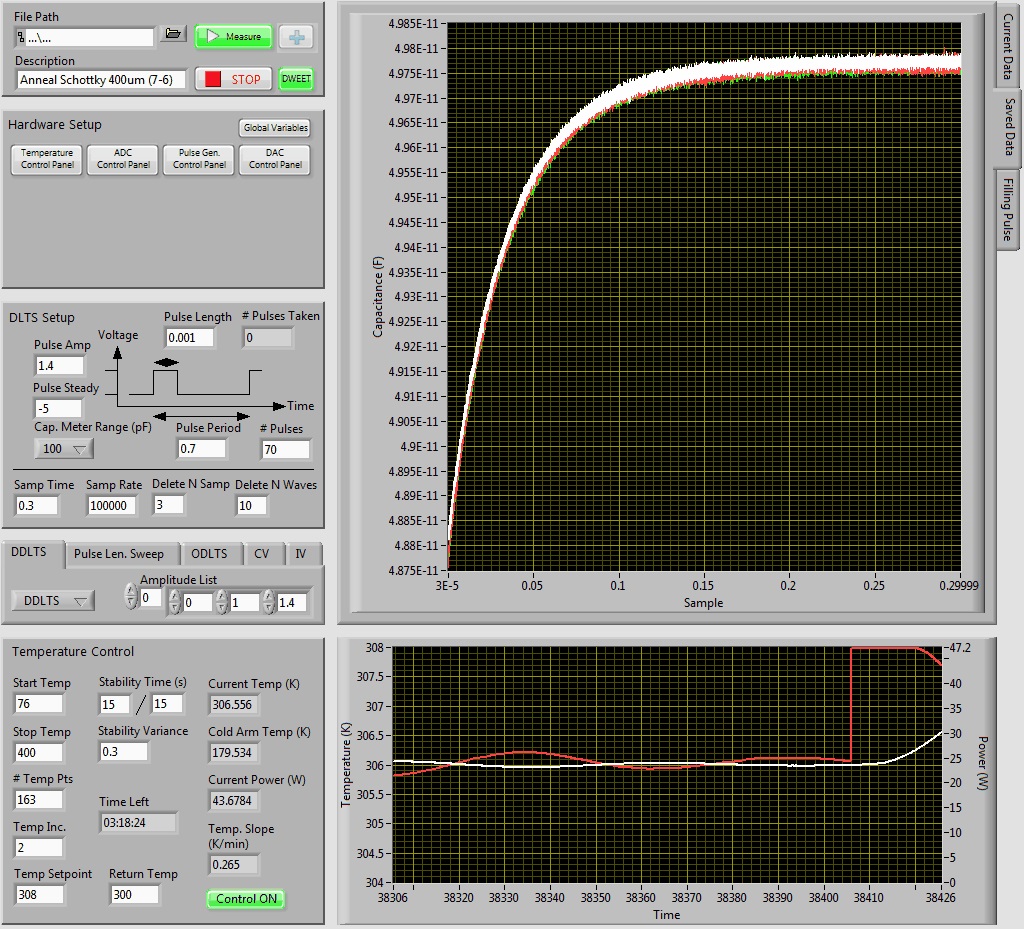 File Path
...\...
Measure
Description
Anneal Schottky 400um (7-6)
STOP
DWEET
Hardware Setup
Global Variables
Temperature Control Panel
ADC Control Panel
Pulse Gen. Control Panel
DAC Control Panel
DLTS Setup
Pulse Length
# Pulses Taken
0.001
0
Voltage
Pulse Amp
1.4
Pulse Steady
-5
Time
Cap. Meter Range (pF)
100
Pulse Period
0.7
# Pulses
70
Samp Time
Samp Rate
Delete N Samp
Delete N Waves
0.3
100000
3
10
DDLTS
Pulse Len. Sweep
ODLTS
CV
IV
Amplitude List
DDLTS
0
0
1
1.4
Temperature Control
Start Temp
76
Stability Time (s)
15 / 15
Current Temp (K)
306.556
Stop Temp
400
Stability Variance
0.3
Cold Arm Temp (K)
179.534
# Temp Pts
163
Time Left
03:18:24
Current Power (W)
43.6784
Temp Inc.
2
Temp. Slope
(K/min)
0.265
Temp Setpoint
308
Return Temp
300
Control ON
Capacitance (F)
4.985E-11
4.98E-11
4.975E-11
4.97E-11
4.965E-11
4.96E-11
4.955E-11
4.95E-11
4.945E-11
4.94E-11
4.935E-11
4.93E-11
4.925E-11
4.92E-11
4.915E-11
4.91E-11
4.905E-11
4.9E-11
4.895E-11
4.89E-11
4.885E-11
4.88E-11
4.875E-11
3E-5 0.05 0.1 0.15 0.2 0.25 0.29999
Sample
Current Data
Saved Data
Filling Pulse
Temperature (K)
308
307.5
307
306.5
306
305.5
305
304.5
304
47.2
40
35
30
25
20
15
10
5
0
Power (W)
38306 38320 38330 38340 38350 38360 38370 38380 38390 38400 38410 38426
Time